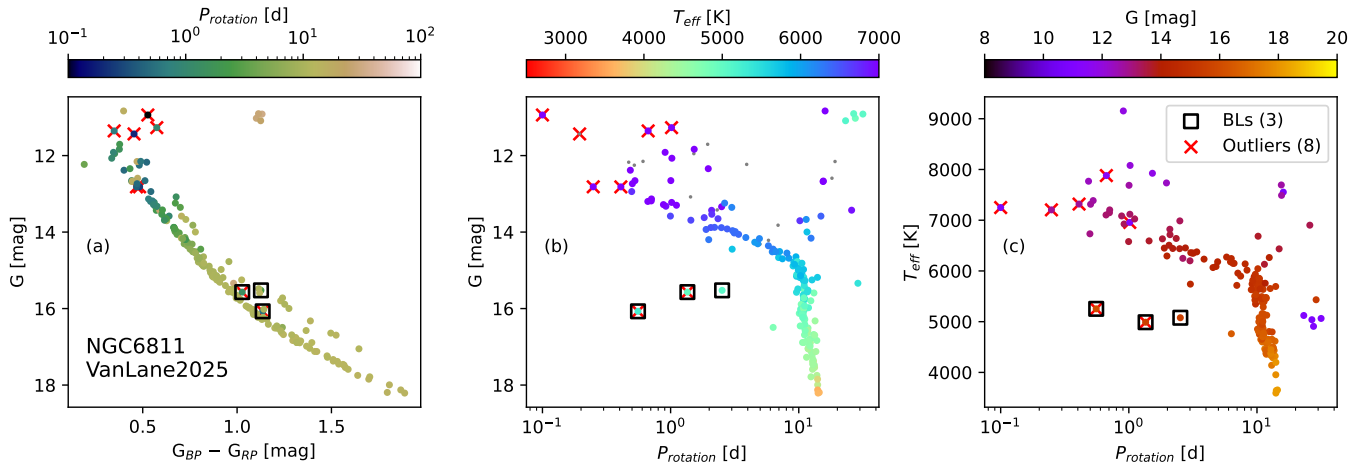 P_rotation [d]
10^-1 10^0 10^1 10^2
T_eff [K]
3000 4000 5000 6000 7000
G [mag]
8 10 12 14 16 18 20
G [mag]
12
14
16
18
(a)
NGC6811
VanLane2025
0.5 1.0 1.5
G_BP − G_RP [mag]
G [mag]
12
14
16
18
(b)
10^-1 10^0 10^1
P_rotation [d]
T_eff [K]
9000
8000
7000
6000
5000
4000
BLs (3)
Outliers (8)
(c)
10^-1 10^0 10^1
P_rotation [d]